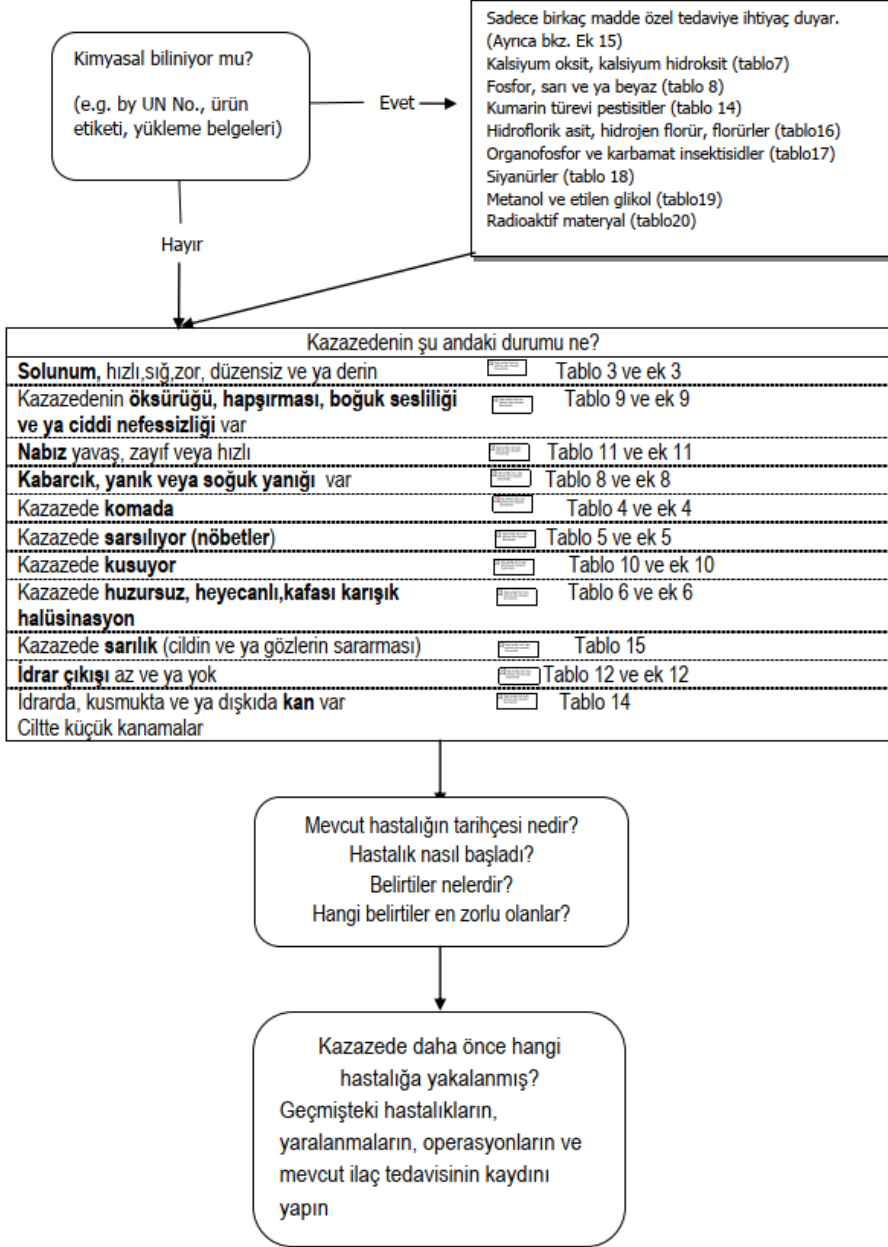 Kimyasal biliniyor mu?
(e.g. by UN No., ürün
etiketi, yükleme belgeleri)
Evet
Sadece birkaç madde özel tedaviye ihtiyaç duyar.
(Ayrıca bkz. Ek 15)
Kalsiyum oksit, kalsiyum hidroksit (tablo7)
Fosfor, sarı ve ya beyaz (tablo 8)
Kumarin türevi pestisitler (tablo 14)
Hidroflorik asit, hidrojen florür, florürler (tablo16)
Organofosfor ve karbamat insektisidler (tablo17)
Siyanürler (tablo 18)
Metanol ve etilen glikol (tablo19)
Radioaktif materyal (tablo20)
Hayır
Kazazedenin şu andaki durumu ne?
Solunum, hızlı,sığ,zor, düzensiz ve ya derin Tablo 3 ve ek 3
Kazazedenin öksürüğü, hapşırması, boğuk sesliliği Tablo 9 ve ek 9
ve ya ciddi nefessizliği var
Nabız yavaş, zayıf veya hızlı Tablo 11 ve ek 11
Kabarcık, yanık veya soğuk yanığı var Tablo 8 ve ek 8
Kazazede komada Tablo 4 ve ek 4
Kazazede sarsılıyor (nöbetler) Tablo 5 ve ek 5
Kazazede kusuyor Tablo 10 ve ek 10
Kazazede huzursuz, heyecanlı,kafası karışık Tablo 6 ve ek 6
halüsinasyon
Kazazede sarılık (cildin ve ya gözlerin sararması) Tablo 15
İdrar çıkışı az ve ya yok Tablo 12 ve ek 12
İdrarda, kusmukta ve ya dışkıda kan var Tablo 14
Ciltte küçük kanamalar
Mevcut hastalığın tarihçesi nedir?
Hastalık nasıl başladı?
Belirtiler nelerdir?
Hangi belirtiler en zorlu olanlar?
Kazazede daha önce hangi
hastalığa yakalanmış?
Geçmişteki hastalıkların,
yaralanmaların, operasyonların ve
mevcut ilaç tedavisinin kaydını
yapın